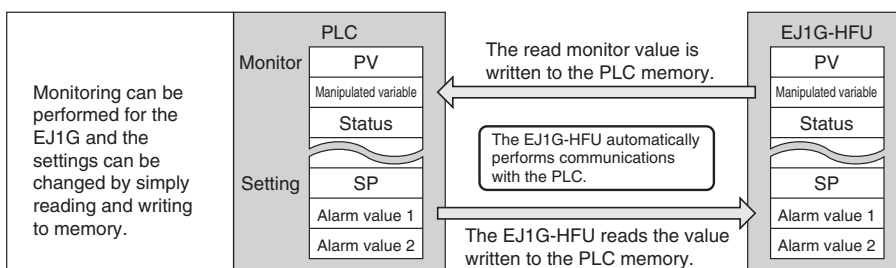 Monitoring can be
performed for the
EJ1G and the
settings can be
changed by simply
reading and writing
to memory.
PLC
Monitor
PV
Manipulated variable
Status
Setting
SP
Alarm value 1
Alarm value 2
The read monitor value is
written to the PLC memory.
The EJ1G-HFU automatically
performs communications
with the PLC.
The EJ1G-HFU reads the value
written to the PLC memory.
EJ1G-HFU
PV
Manipulated variable
Status
SP
Alarm value 1
Alarm value 2